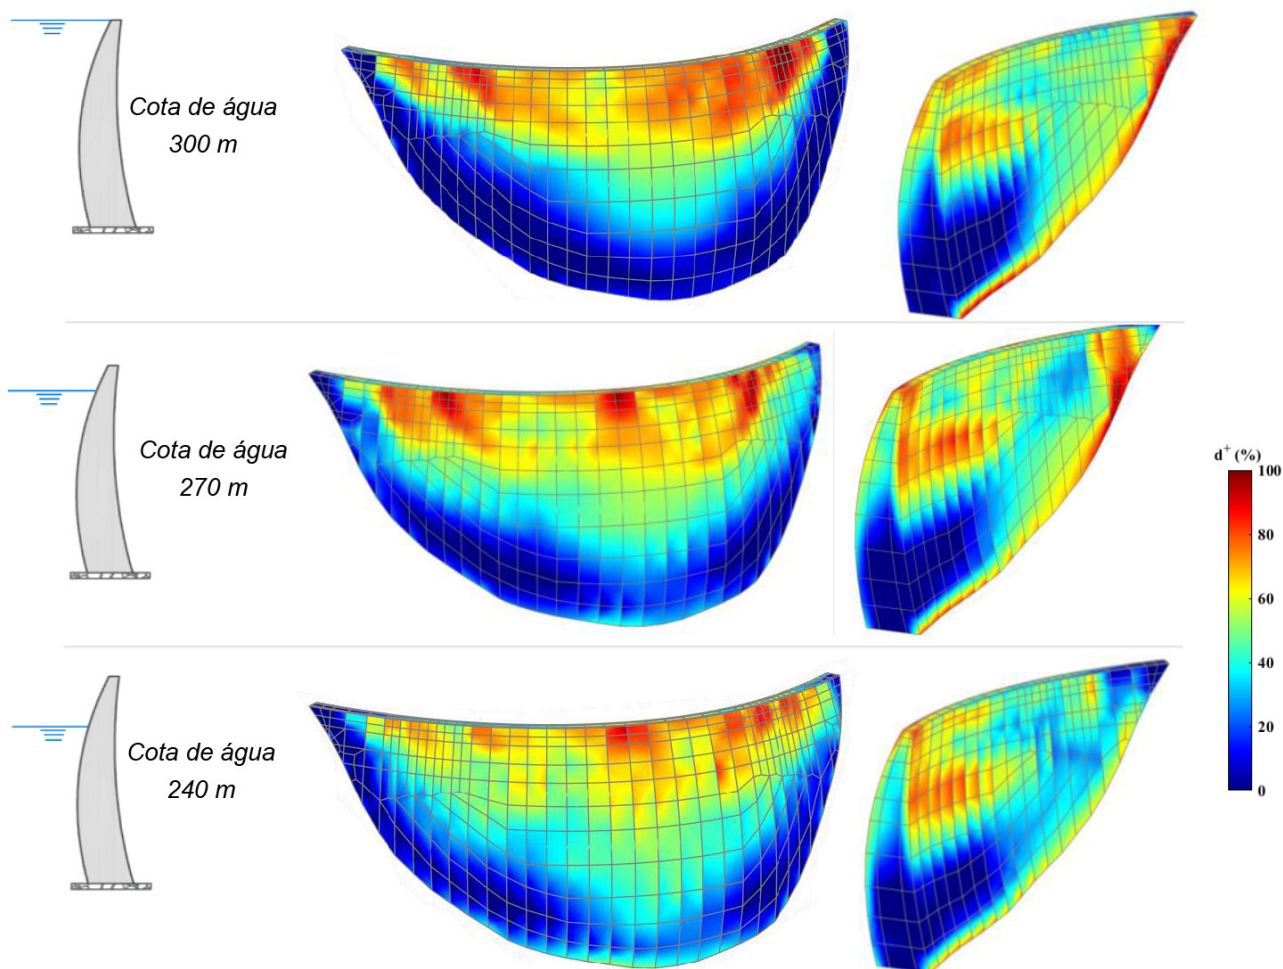 Cota de água
300 m
Cota de água
270 m
d⁺ (%)
100
80
60
40
20
0
Cota de água
240 m